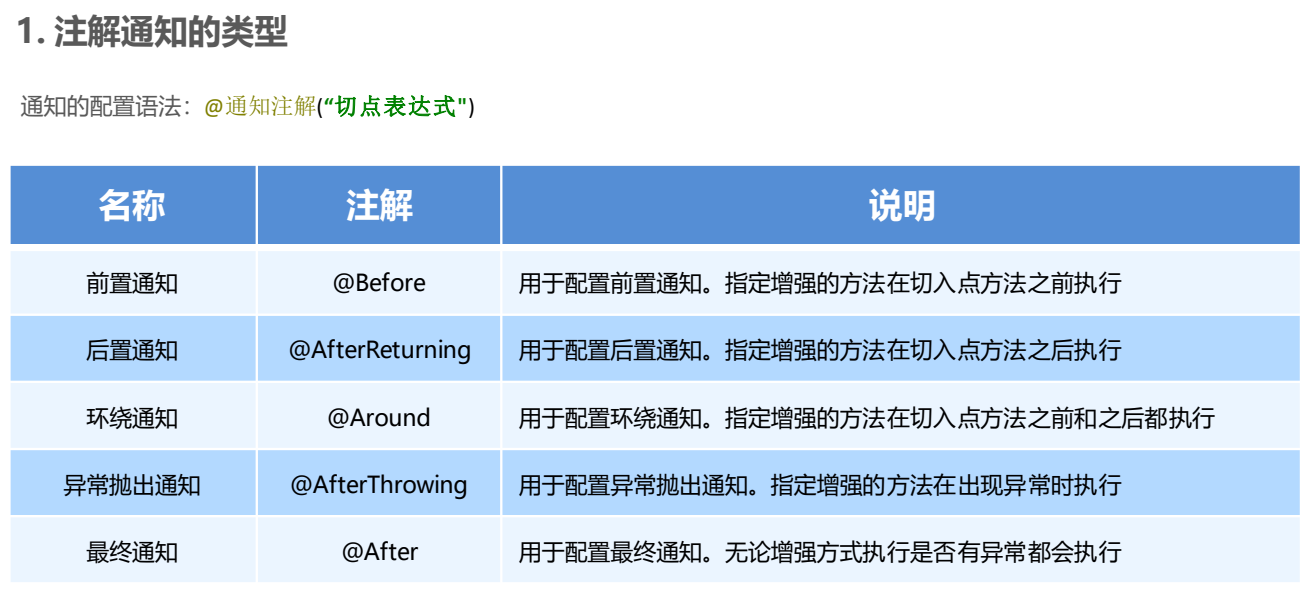 1. 注解通知的类型
通知的配置语法：@通知注解(“切点表达式")
名称 注解 说明
前置通知 @Before 用于配置前置通知。指定增强的方法在切入点方法之前执行
后置通知 @AfterReturning 用于配置后置通知。指定增强的方法在切入点方法之后执行
环绕通知 @Around 用于配置环绕通知。指定增强的方法在切入点方法之前和之后都执行
异常抛出通知 @AfterThrowing 用于配置异常抛出通知。指定增强的方法在出现异常时执行
最终通知 @After 用于配置最终通知。无论增强方式执行是否有异常都会执行